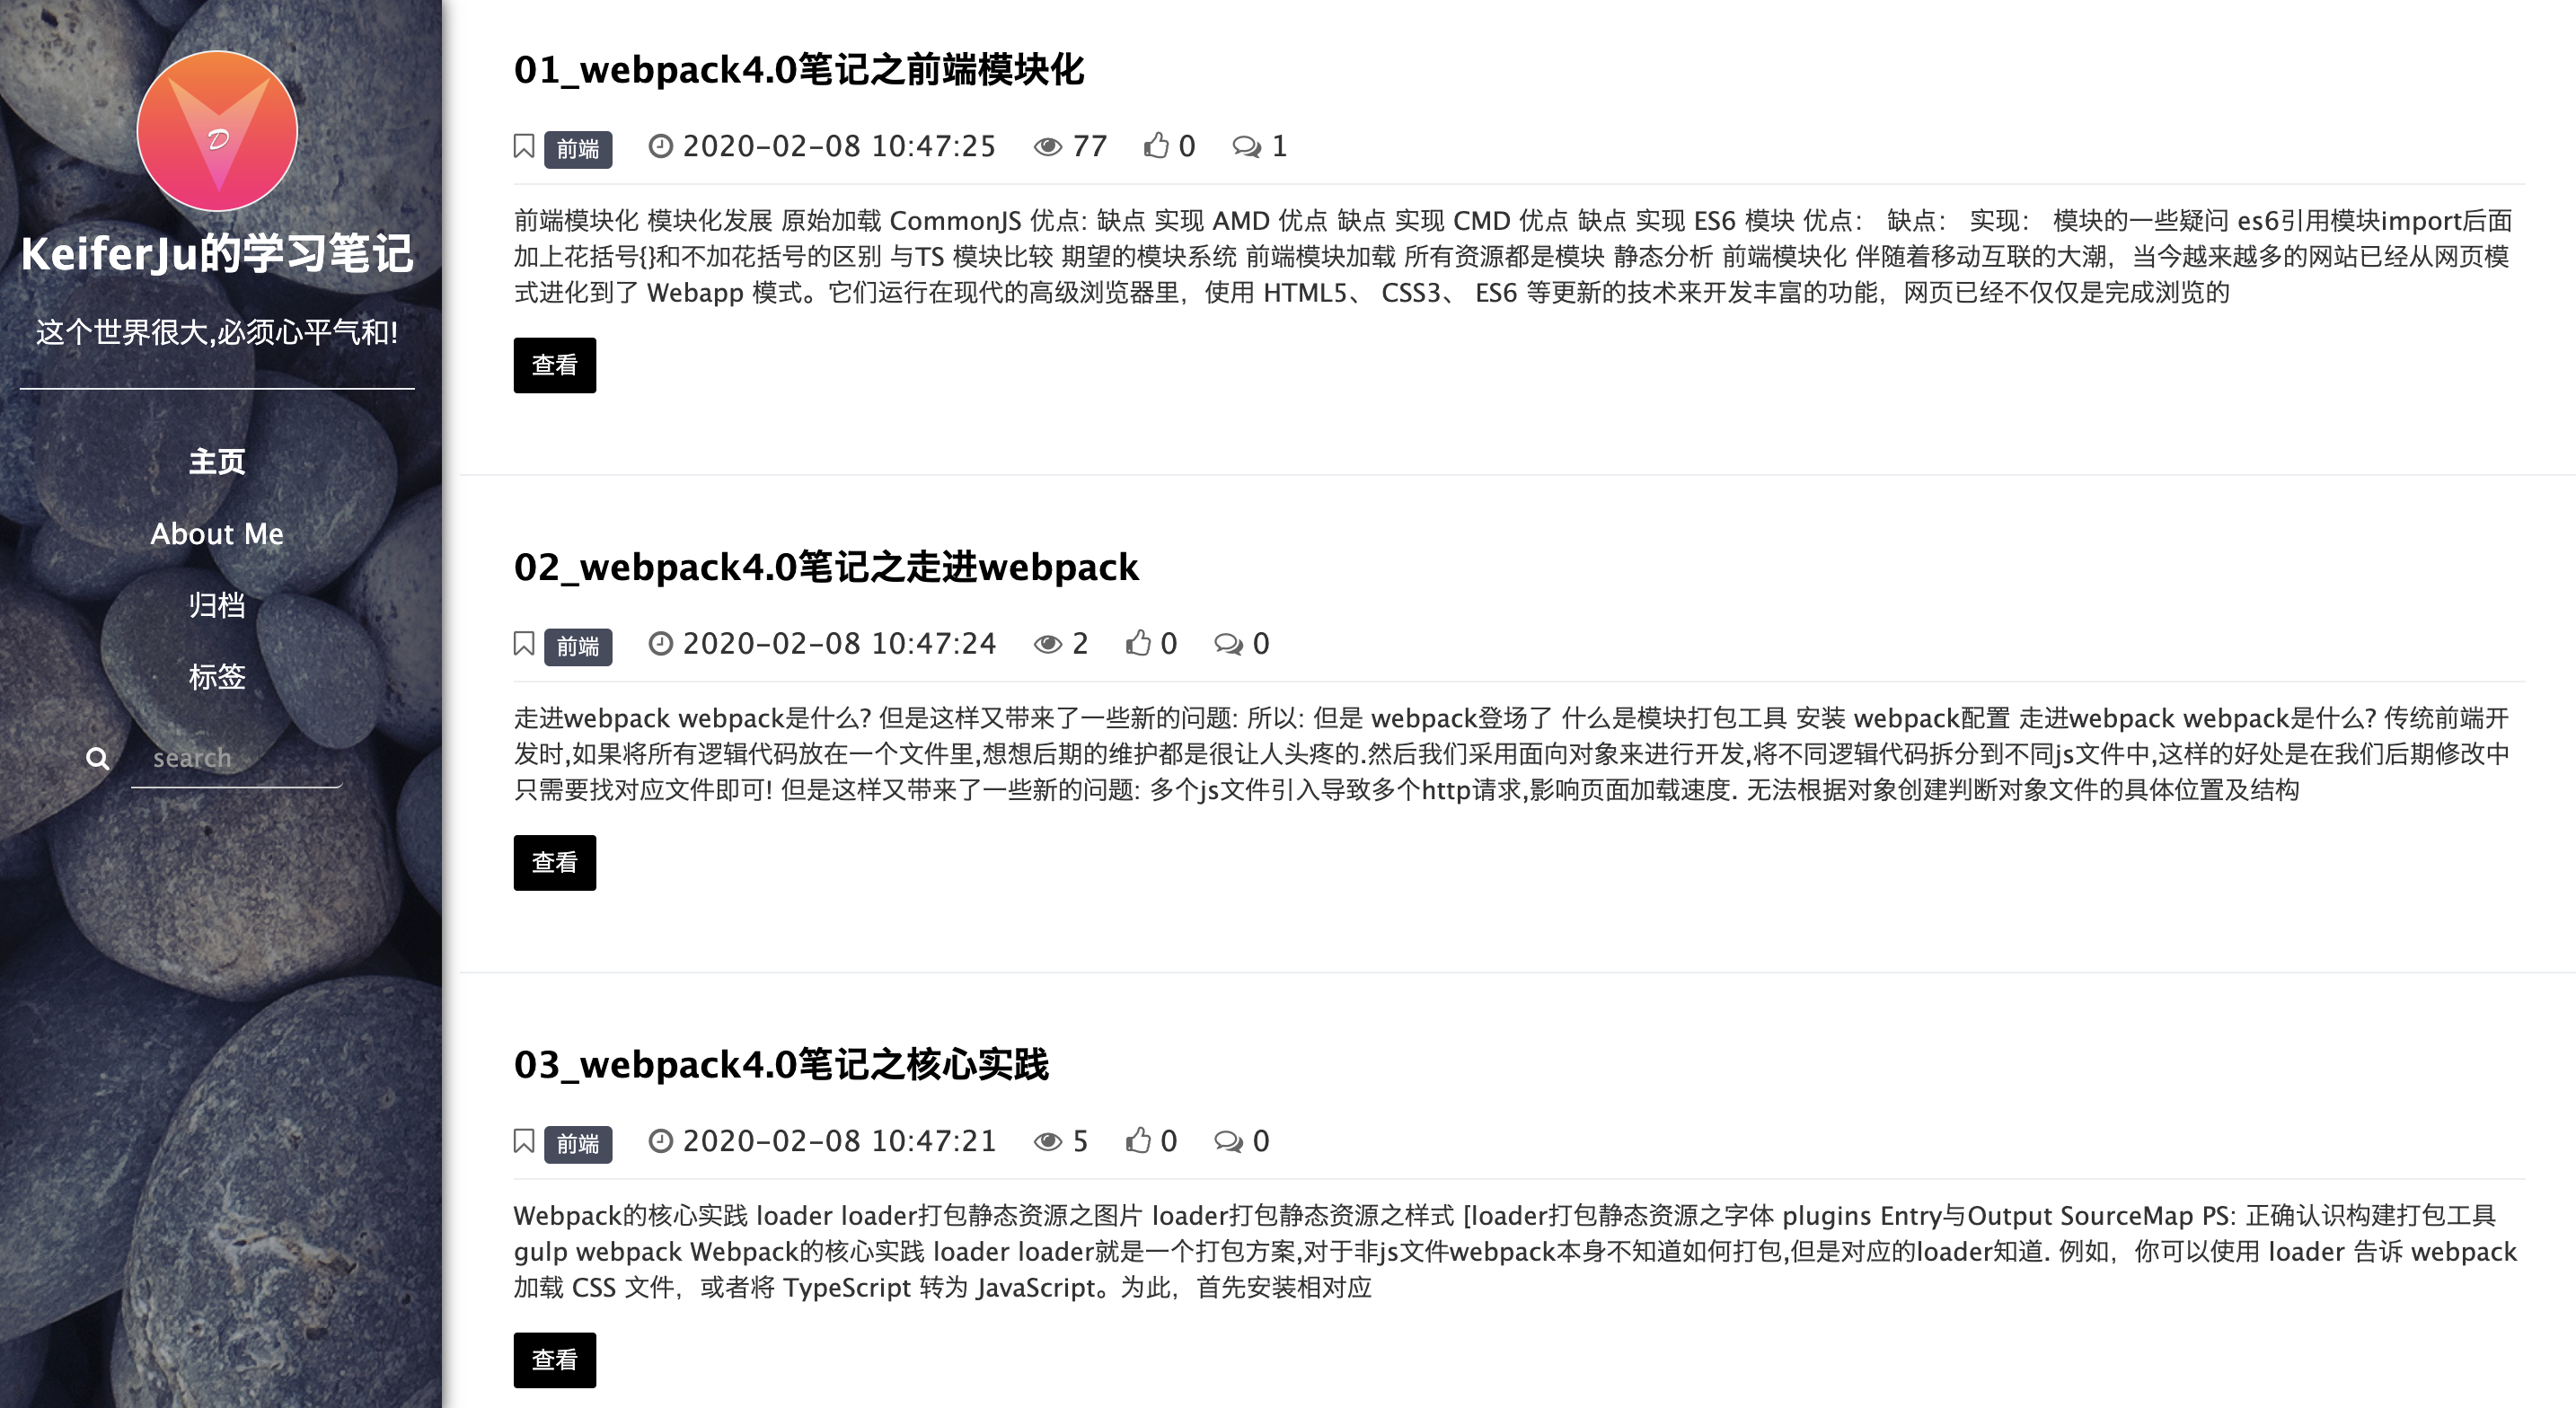 KeiferJu的学习笔记
这个世界很大,必须心平气和!
主页
About Me
归档
标签
search
01_webpack4.0笔记之前端模块化
前端 2020-02-08 10:47:25 77 0 1
前端模块化 模块化发展 原始加载 CommonJS 优点: 缺点 实现 AMD 优点 缺点 实现 CMD 优点 缺点 实现 ES6 模块 优点： 缺点： 实现： 模块的一些疑问 es6引用模块import后面
加上花括号{}和不加花括号的区别 与TS 模块比较 期望的模块系统 前端模块加载 所有资源都是模块 静态分析 前端模块化 伴随着移动互联的大潮，当今越来越多的网站已经从网页模
式进化到了 Webapp 模式。它们运行在现代的高级浏览器里，使用 HTML5、 CSS3、 ES6 等更新的技术来开发丰富的功能，网页已经不仅仅是完成浏览的
查看
02_webpack4.0笔记之走进webpack
前端 2020-02-08 10:47:24 2 0 0
走进webpack webpack是什么? 但是这样又带来了一些新的问题: 所以: 但是 webpack登场了 什么是模块打包工具 安装 webpack配置 走进webpack webpack是什么? 传统前端开
发时,如果将所有逻辑代码放在一个文件里,想想后期的维护都是很让人头疼的.然后我们采用面向对象来进行开发,将不同逻辑代码拆分到不同js文件中,这样的好处是在我们后期修改中
只需要找对应文件即可! 但是这样又带来了一些新的问题: 多个js文件引入导致多个http请求,影响页面加载速度. 无法根据对象创建判断对象文件的具体位置及结构
查看
03_webpack4.0笔记之核心实践
前端 2020-02-08 10:47:21 5 0 0
Webpack的核心实践 loader loader打包静态资源之图片 loader打包静态资源之样式 [loader打包静态资源之字体 plugins Entry与Output SourceMap PS: 正确认识构建打包工具
gulp webpack Webpack的核心实践 loader loader就是一个打包方案,对于非js文件webpack本身不知道如何打包,但是对应的loader知道. 例如，你可以使用 loader 告诉 webpack
加载 CSS 文件，或者将 TypeScript 转为 JavaScript。为此，首先安装相对应
查看